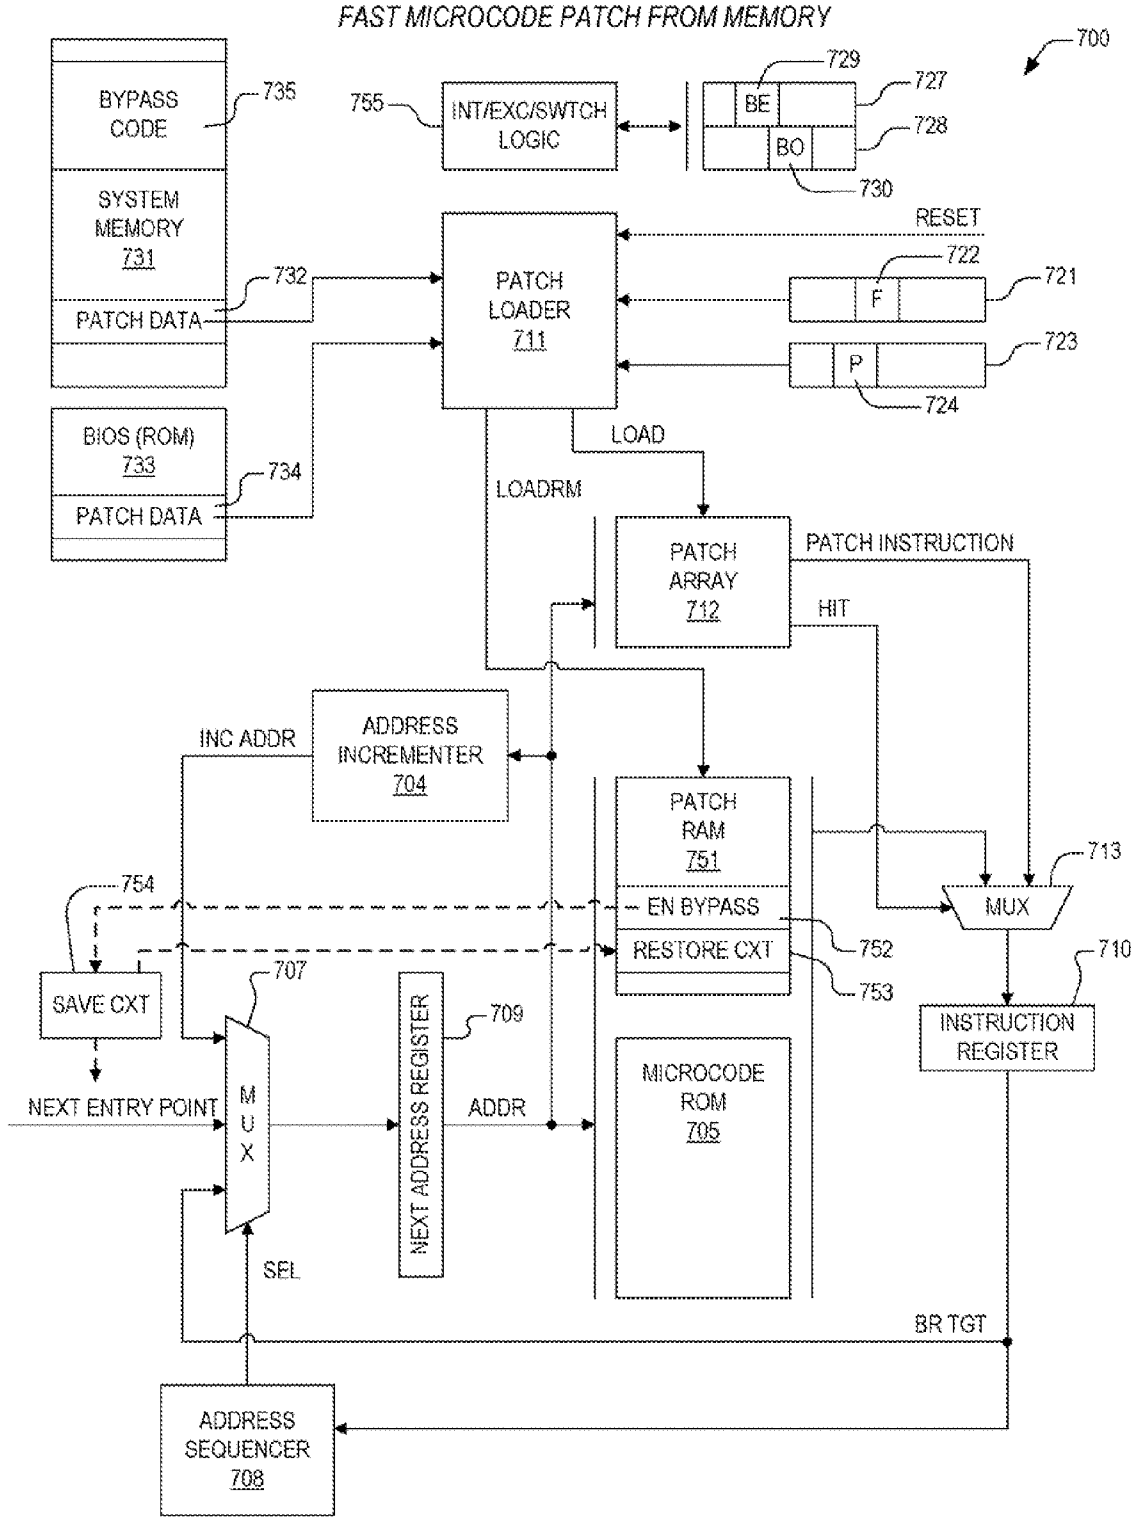 FAST MICROCODE PATCH FROM MEMORY
700
BYPASS
CODE
735
SYSTEM
MEMORY
731
732
PATCH DATA
BIOS (ROM)
733
734
PATCH DATA
755
INT/EXC/SWTCH
LOGIC
729
BE
727
728
BO
730
PATCH
LOADER
711
RESET
722
F
721
P
723
724
LOAD
LOADRM
PATCH
ARRAY
712
PATCH INSTRUCTION
HIT
INC ADDR
ADDRESS
INCREMENTER
704
PATCH
RAM
751
EN BYPASS
752
RESTORE CXT
753
713
MUX
754
SAVE CXT
707
M
U
X
709
NEXT ADDRESS REGISTER
710
INSTRUCTION
REGISTER
NEXT ENTRY POINT
ADDR
MICROCODE
ROM
705
SEL
BR TGT
ADDRESS
SEQUENCER
708